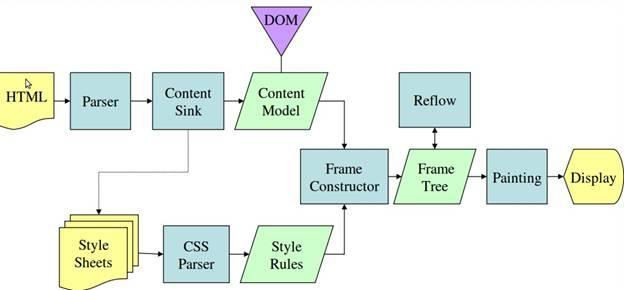 DOM
HTML
Parser
Content
Sink
Content
Model
Reflow
Frame
Constructor
Frame
Tree
Painting
Display
Style
Sheets
CSS
Parser
Style
Rules